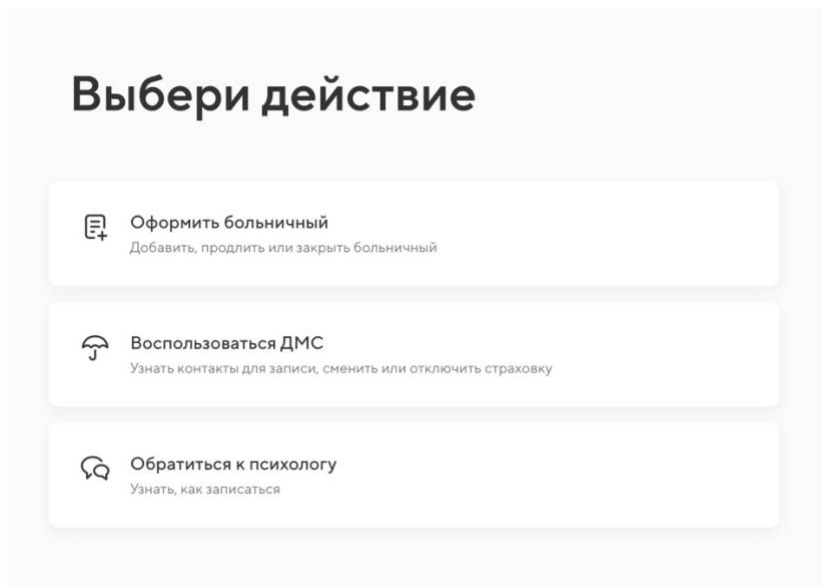 Выбери действие
Оформить больничный
Добавить, продлить или закрыть больничный
Воспользоваться ДМС
Узнать контакты для записи, сменить или отключить страховку
Обратиться к психологу
Узнать, как записаться